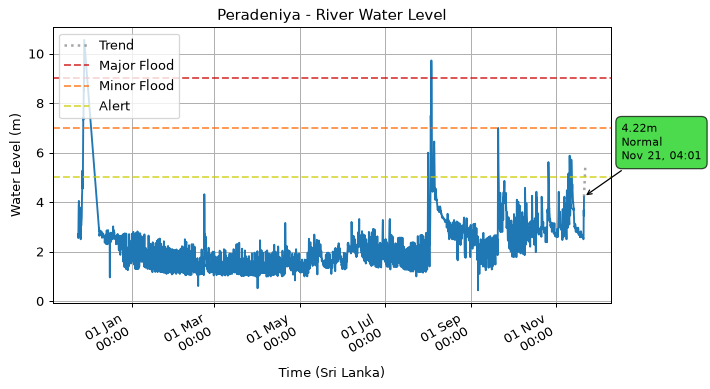 Peradeniya - River Water Level
Trend
Major Flood
Minor Flood
Alert
4.22m
Normal
Nov 21, 04:01
Water Level (m)
10
8
6
4
2
0
01 Jan
00:00
01 Mar
00:00
01 May
00:00
01 Jul
00:00
01 Sep
00:00
01 Nov
00:00
Time (Sri Lanka)